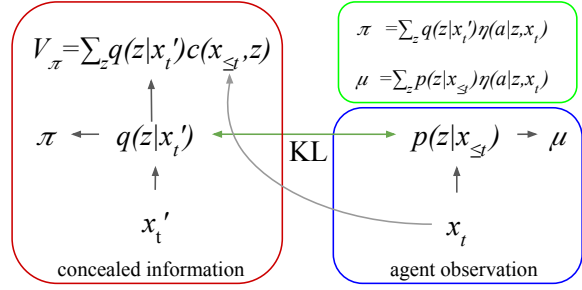 V_π=∑_z q(z|x_t')c(x_≤t,z)
π q(z|x_t')
x_t'
concealed information
KL
π =∑_z q(z|x_t')η(a|z,x_t)
μ =∑_z p(z|x_≤t)η(a|z,x_t)
p(z|x_≤t) μ
x_t
agent observation